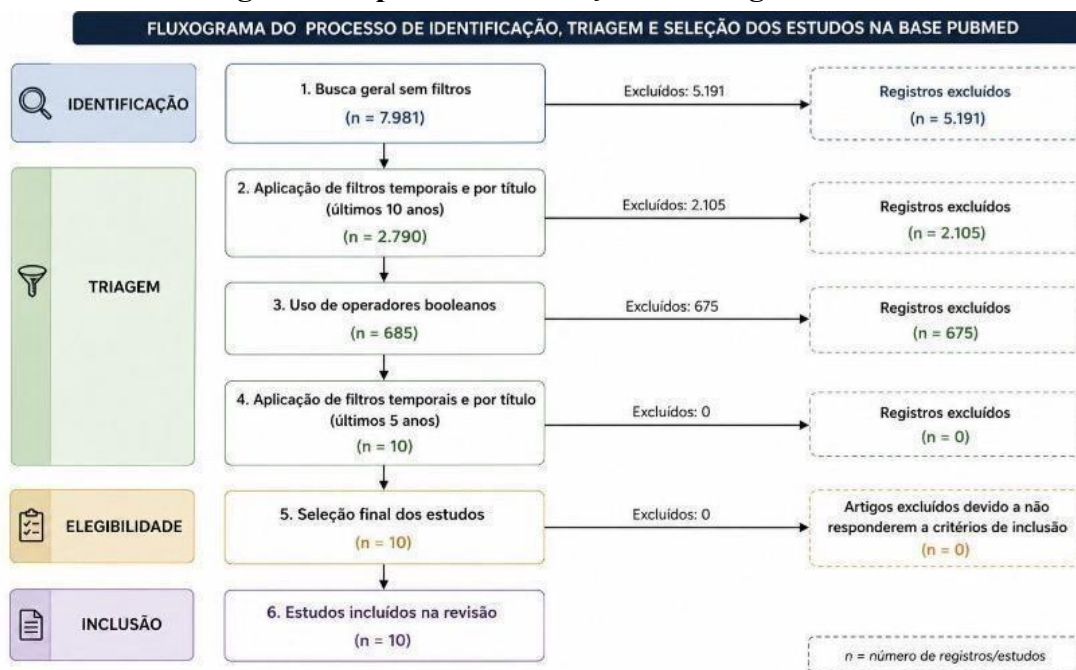 FLUXOGRAMA DO PROCESSO DE IDENTIFICAÇÃO, TRIAGEM E SELEÇÃO DOS ESTUDOS NA BASE PUBMED
IDENTIFICAÇÃO
1. Busca geral sem filtros
(n = 7.981)
Excluídos: 5.191
Registros excluídos
(n = 5.191)
TRIAGEM
2. Aplicação de filtros temporais e por título
(últimos 10 anos)
(n = 2.790)
Excluídos: 2.105
Registros excluídos
(n = 2.105)
3. Uso de operadores booleanos
(n = 685)
Excluídos: 675
Registros excluídos
(n = 675)
4. Aplicação de filtros temporais e por título
(últimos 5 anos)
(n = 10)
Excluídos: 0
Registros excluídos
(n = 0)
ELEGIBILIDADE
5. Seleção final dos estudos
(n = 10)
Excluídos: 0
Artigos excluídos devido a não
responderem a critérios de inclusão
(n = 0)
INCLUSÃO
6. Estudos incluídos na revisão
(n = 10)
n = número de registros/estudos